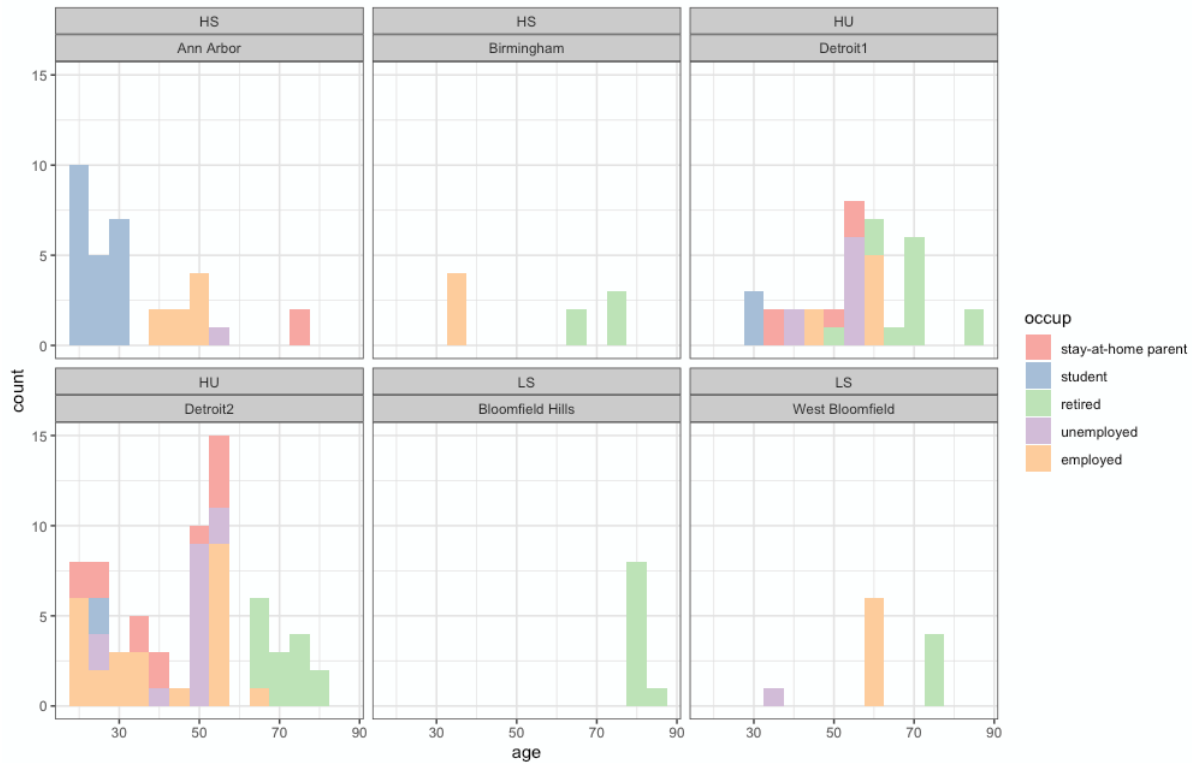 HS
HS
HU
Ann Arbor
Birmingham
Detroit1
15
10
5
0
HU
LS
LS
Detroit2
Bloomfield Hills
West Bloomfield
15
10
5
0
30
50
70
90
30
50
70
90
30
50
70
90
age
count
occup
stay-at-home parent
student
retired
unemployed
employed